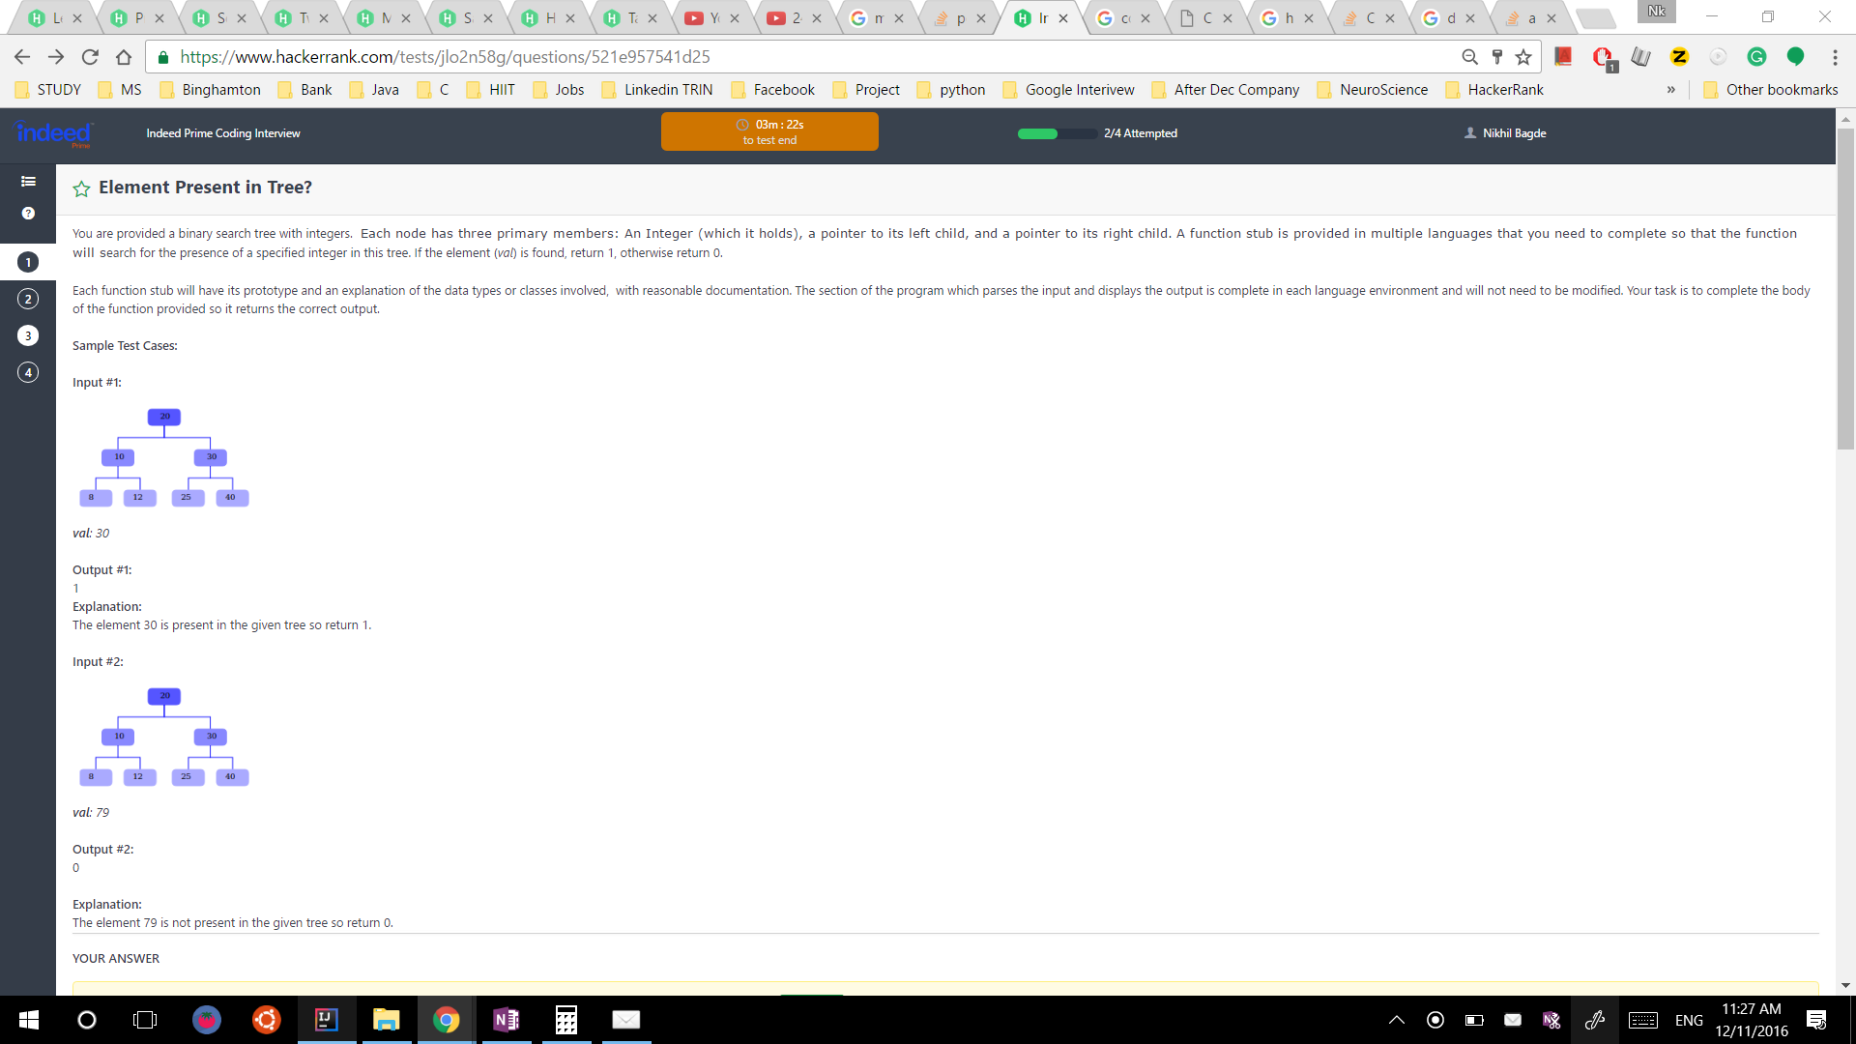 Nk
https://www.hackerrank.com/tests/jlo2n58g/questions/521e957541d25
STUDY MS Binghamton Bank Java C HIIT Jobs Linkedin TRIN Facebook Project python Google Interivew After Dec Company NeuroScience HackerRank » Other bookmarks
indeed Prime
Indeed Prime Coding Interview
03m : 22s
to test end
2/4 Attempted
Nikhil Bagde
Element Present in Tree?
1
2
3
4
You are provided a binary search tree with integers. Each node has three primary members: An Integer (which it holds), a pointer to its left child, and a pointer to its right child. A function stub is provided in multiple languages that you need to complete so that the function
will search for the presence of a specified integer in this tree. If the element (val) is found, return 1, otherwise return 0.
Each function stub will have its prototype and an explanation of the data types or classes involved, with reasonable documentation. The section of the program which parses the input and displays the output is complete in each language environment and will not need to be modified. Your task is to complete the body
of the function provided so it returns the correct output.
Sample Test Cases:
Input #1:
20
10 30
8 12 25 40
val: 30
Output #1:
1
Explanation:
The element 30 is present in the given tree so return 1.
Input #2:
20
10 30
8 12 25 40
val: 79
Output #2:
0
Explanation:
The element 79 is not present in the given tree so return 0.
YOUR ANSWER
ENG
11:27 AM
12/11/2016